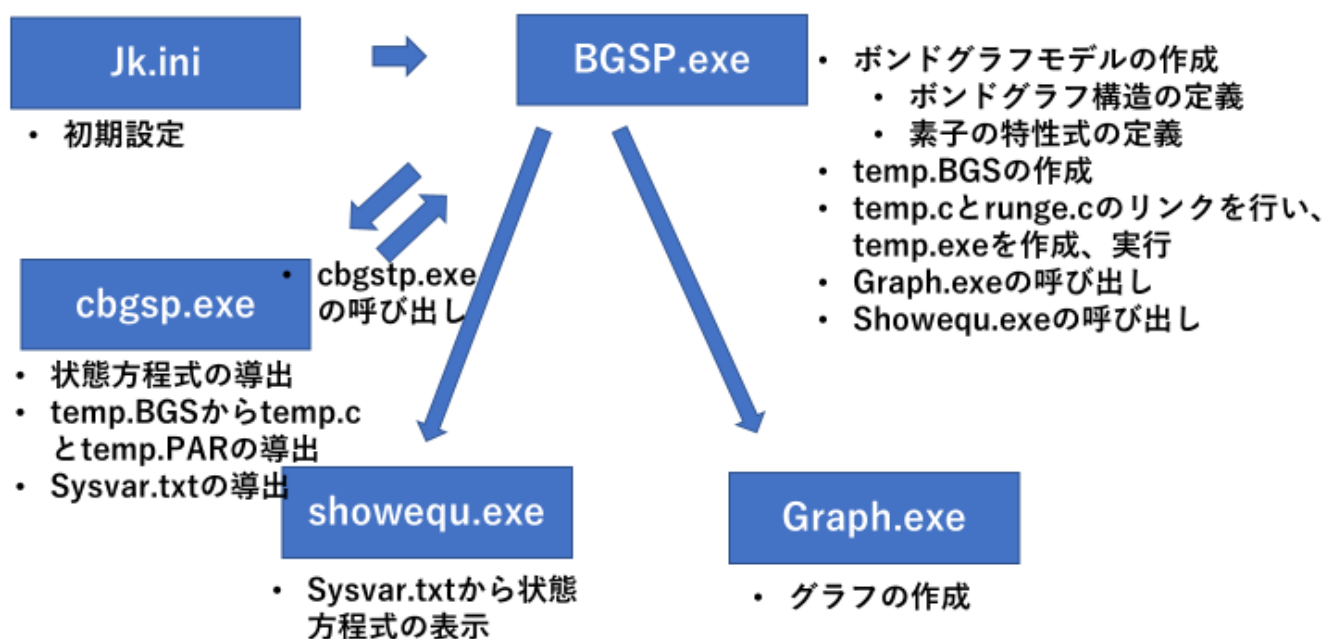 Jk.ini
• 初期設定
BGSP.exe
• ボンドグラフモデルの作成
• ボンドグラフ構造の定義
• 素子の特性式の定義
• temp.BGSの作成
• temp.cとrunge.cのリンクを行い、
temp.exeを作成、実行
• Graph.exeの呼び出し
• Showequ.exeの呼び出し
• cbgstp.exe
の呼び出し
cbgsp.exe
• 状態方程式の導出
• temp.BGSからtemp.c
とtemp.PARの導出
• Sysvar.txtの導出
showequ.exe
• Sysvar.txtから状態
方程式の表示
Graph.exe
• グラフの作成